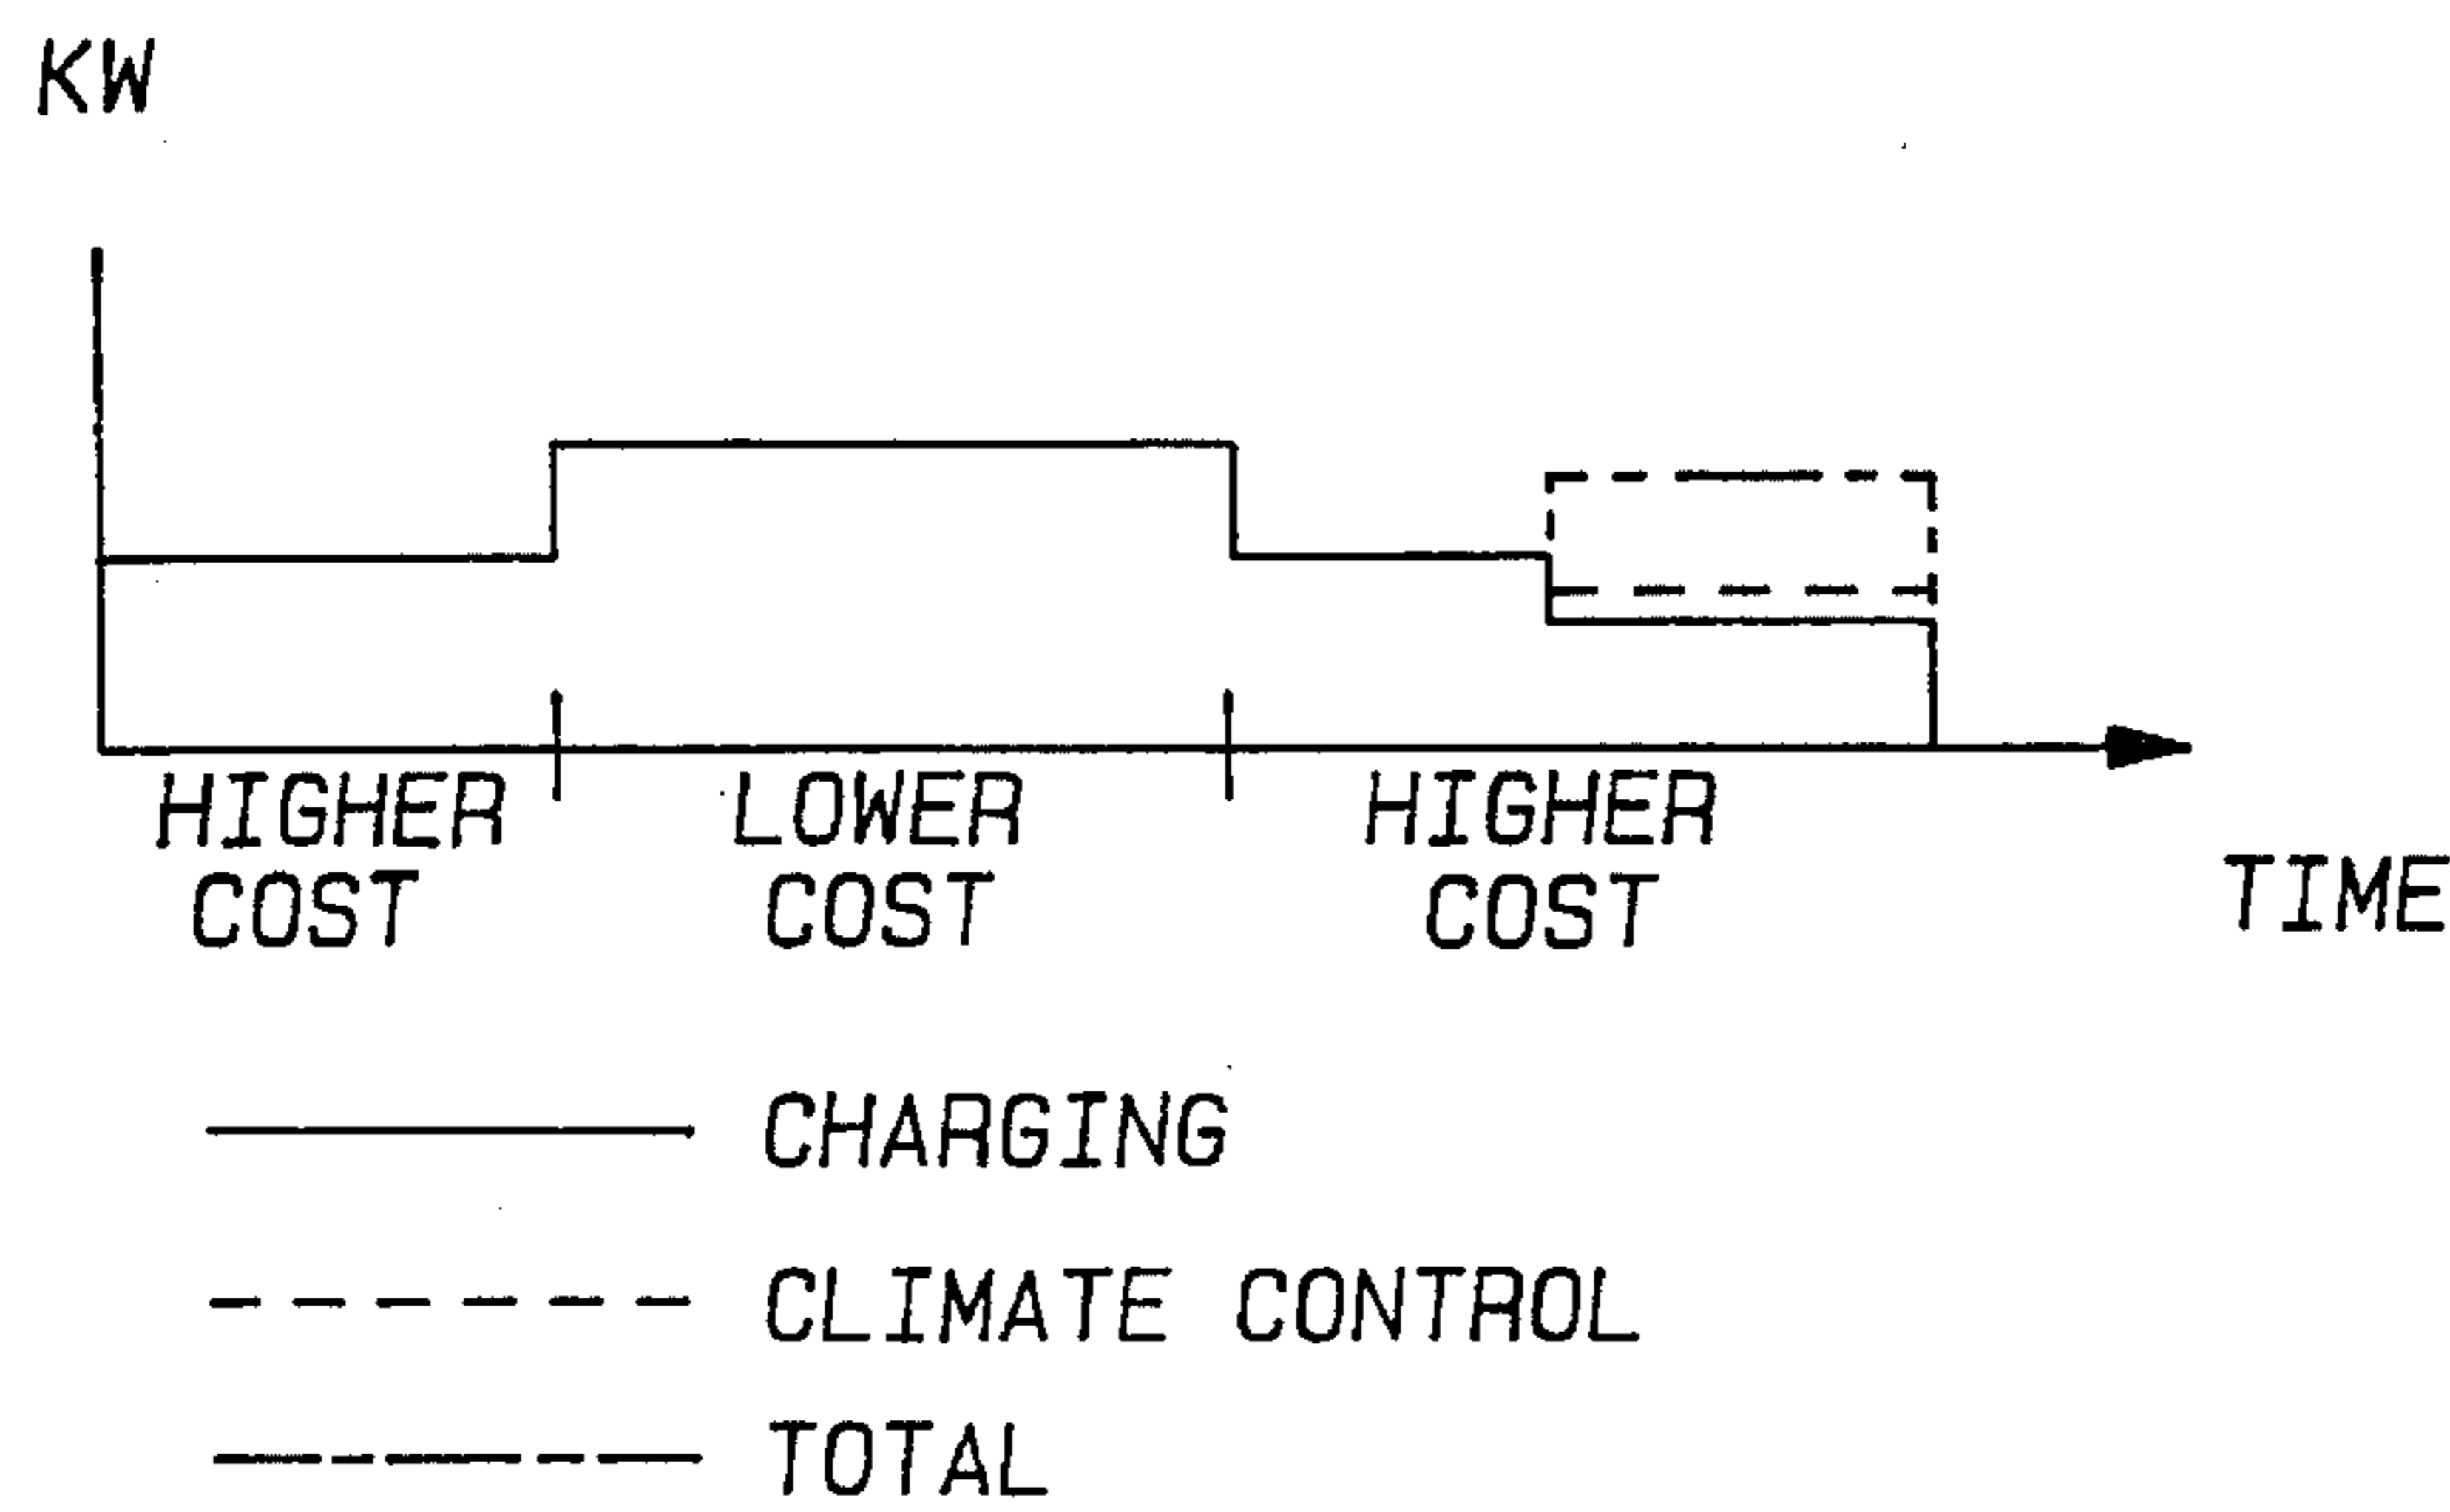 KW
HIGHER COST
LOWER COST
HIGHER COST
TIME
CHARGING
CLIMATE CONTROL
TOTAL